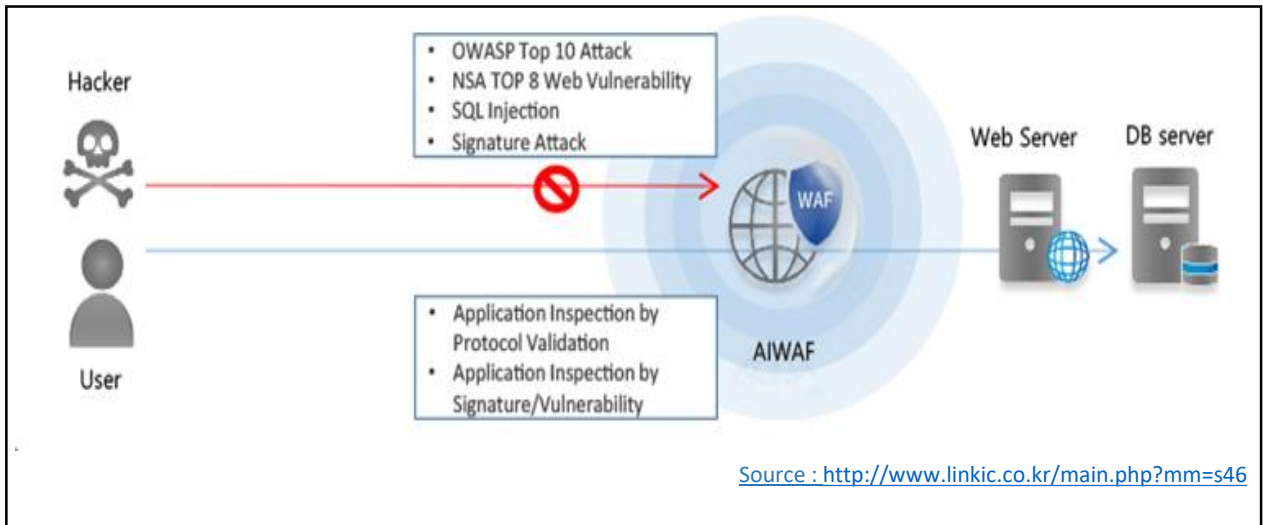 Hacker
• OWASP Top 10 Attack
• NSA TOP 8 Web Vulnerability
• SQL Injection
• Signature Attack
Web Server
DB server
WAF
User
• Application Inspection by
Protocol Validation
• Application Inspection by
Signature/Vulnerability
AIWAF
Source : http://www.linkic.co.kr/main.php?mm=s46